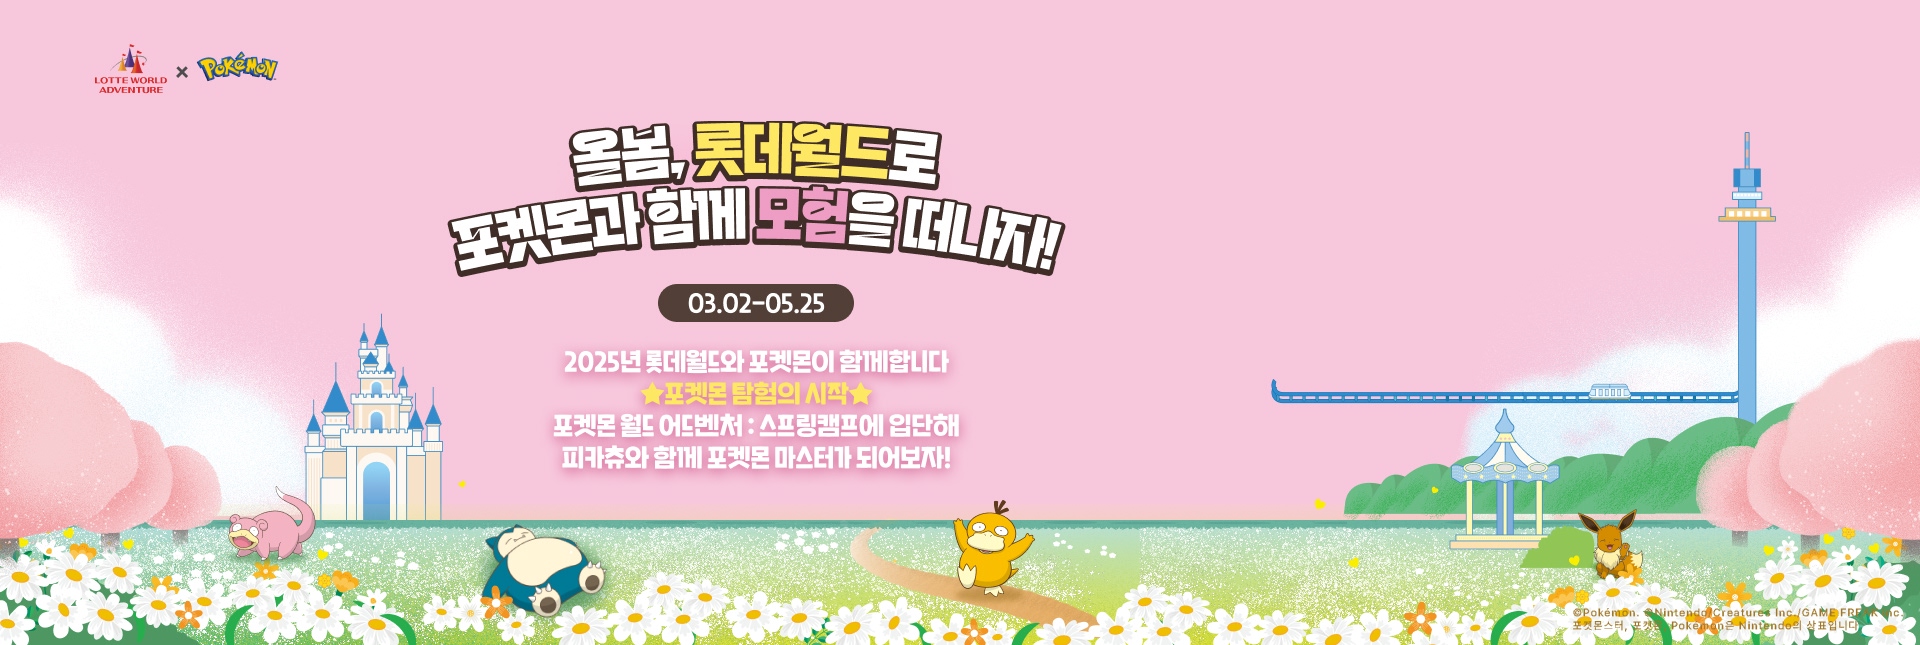 LOTTE WORLD
ADVENTURE
×
Pokémon
올봄, 롯데월드로
포켓몬과 함께 모험을 떠나자!
03.02-05.25
2025년 롯데월드와 포켓몬이 함께합니다
★포켓몬 탐험의 시작★
포켓몬 월드 어드벤처 : 스프링캠프에 입단해
피카츄와 함께 포켓몬 마스터가 되어보자!
©Pokémon. ©Nintendo/Creatures Inc./GAME FREAK inc.
포켓몬스터, 포켓몬, Pokémon은 Nintendo의 상표입니다.